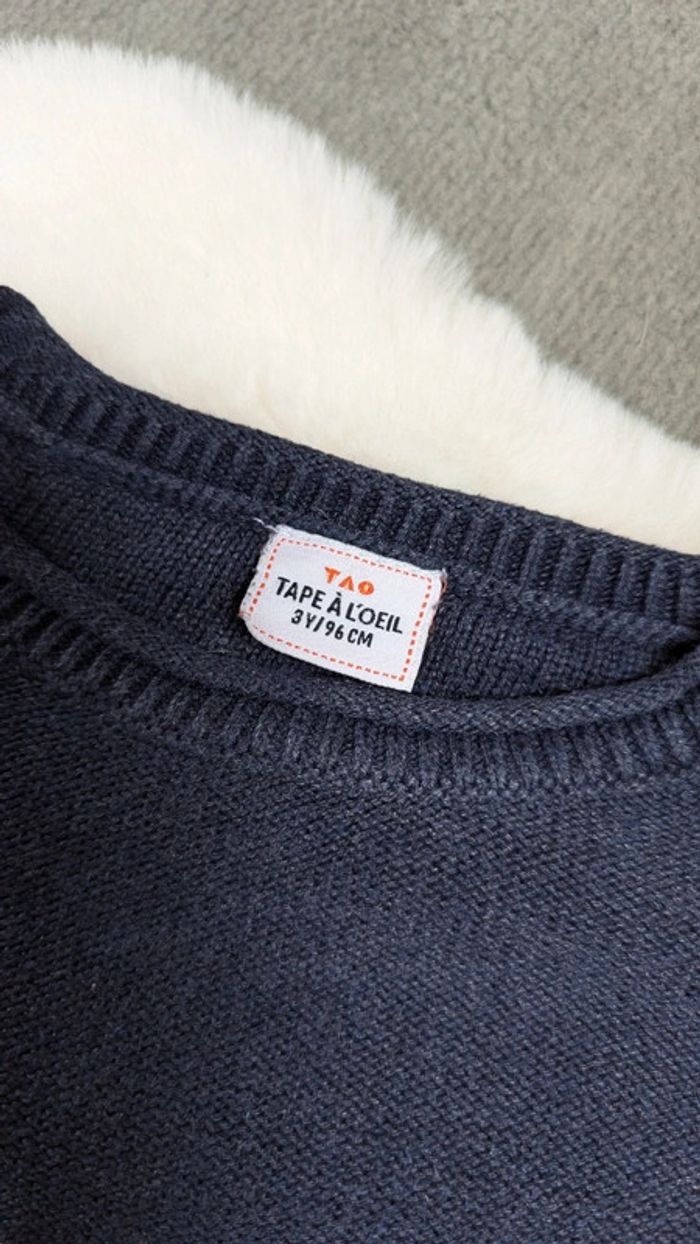 TAO
TAPE À L'OEIL
3Y/96CM